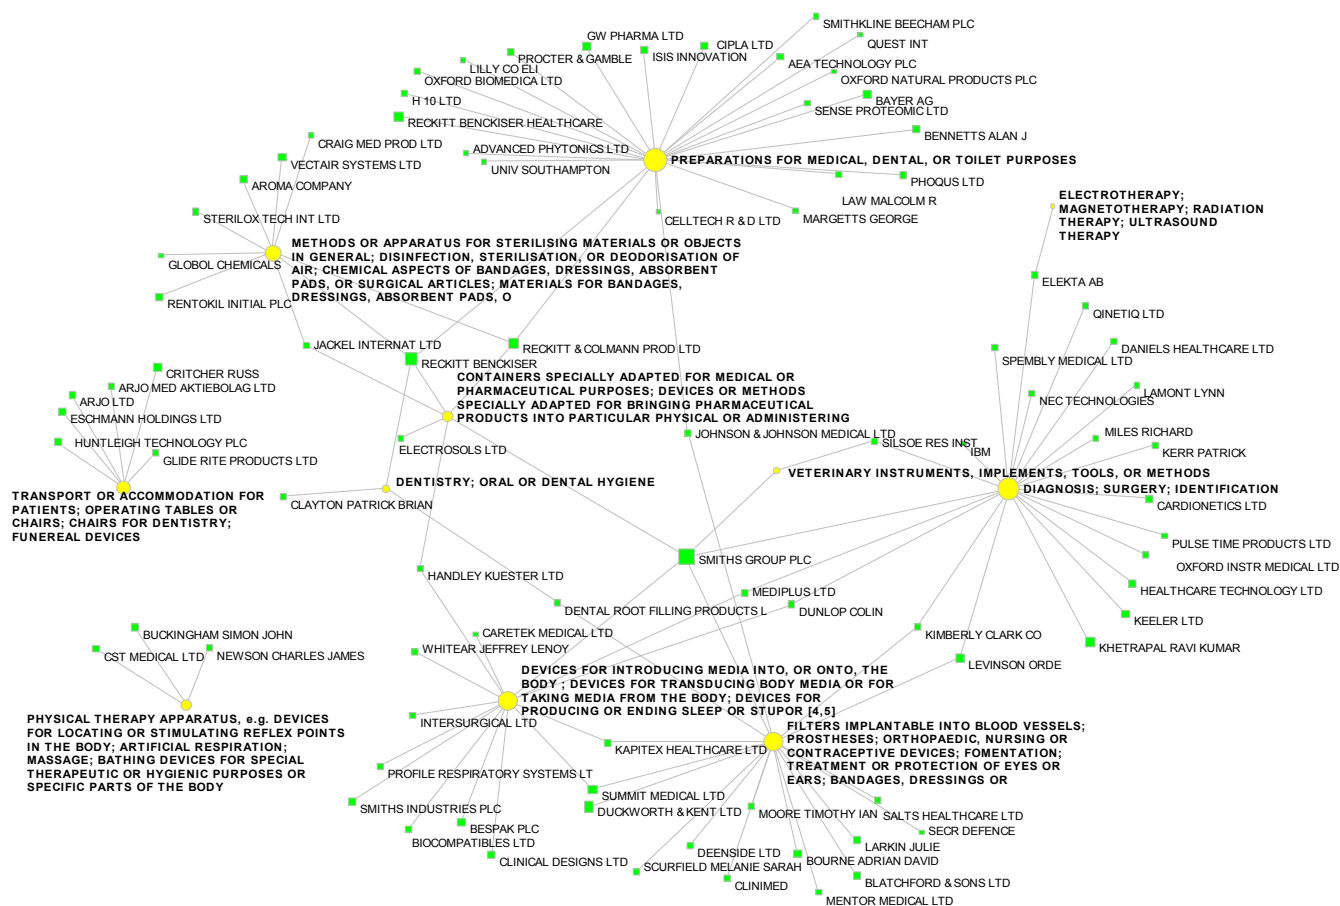 SMITHKLINE BEECHAM PLC
GW PHARMA LTD
QUEST INT
CIPLA LTD
PROCTER & GAMBLE
ISIS INNOVATION
AEA TECHNOLOGY PLC
LILLY CO ELI
OXFORD BIOMEDICA LTD
OXFORD NATURAL PRODUCTS PLC
H 10 LTD
BAYER AG
SENSE PROTEOMIC LTD
RECKITT BENCKISER HEALTHCARE
BENNETTS ALAN J
CRAIG MED PROD LTD
ADVANCED PHYTONICS LTD
VECTAIR SYSTEMS LTD
UNIV SOUTHAMPTON
PREPARATIONS FOR MEDICAL, DENTAL, OR TOILET PURPOSES
PHOQUS LTD
AROMA COMPANY
LAW MALCOLM R
STERILOX TECH INT LTD
CELLTECH R & D LTD
MARGETTS GEORGE
ELECTROTHERAPY;
MAGNETOTHERAPY; RADIATION
THERAPY; ULTRASOUND
THERAPY
METHODS OR APPARATUS FOR STERILISING MATERIALS OR OBJECTS
IN GENERAL; DISINFECTION, STERILISATION, OR DEODORISATION OF
AIR; CHEMICAL ASPECTS OF BANDAGES, DRESSINGS, ABSORBENT
PADS, OR SURGICAL ARTICLES; MATERIALS FOR BANDAGES,
DRESSINGS, ABSORBENT PADS, O
GLOBOL CHEMICALS
RENTOKIL INITIAL PLC
ELEKTA AB
QINETIQ LTD
JACKEL INTERNAT LTD
RECKITT & COLMANN PROD LTD
RECKITT BENCKISER
SPEMBLY MEDICAL LTD
DANIELS HEALTHCARE LTD
CRITCHER RUSS
ARJO MED AKTIEBOLAG LTD
ARJO LTD
ESCHMANN HOLDINGS LTD
HUNTLEIGH TECHNOLOGY PLC
GLIDE RITE PRODUCTS LTD
CONTAINERS SPECIALLY ADAPTED FOR MEDICAL OR
PHARMACEUTICAL PURPOSES; DEVICES OR METHODS
SPECIALLY ADAPTED FOR BRINGING PHARMACEUTICAL
PRODUCTS INTO PARTICULAR PHYSICAL OR ADMINISTERING
LAMONT LYNN
NEC TECHNOLOGIES
MILES RICHARD
JOHNSON & JOHNSON MEDICAL LTD
SILSOE RES INST
IBM
KERR PATRICK
ELECTROSOLS LTD
VETERINARY INSTRUMENTS, IMPLEMENTS, TOOLS, OR METHODS
DENTISTRY; ORAL OR DENTAL HYGIENE
DIAGNOSIS; SURGERY; IDENTIFICATION
CLAYTON PATRICK BRIAN
CARDIONETICS LTD
TRANSPORT OR ACCOMMODATION FOR
PATIENTS; OPERATING TABLES OR
CHAIRS; CHAIRS FOR DENTISTRY;
FUNEREAL DEVICES
PULSE TIME PRODUCTS LTD
SMITHS GROUP PLC
OXFORD INSTR MEDICAL LTD
HANDLEY KUESTER LTD
MEDIPLUS LTD
HEALTHCARE TECHNOLOGY LTD
DENTAL ROOT FILLING PRODUCTS L
DUNLOP COLIN
KEELER LTD
BUCKINGHAM SIMON JOHN
CARETEK MEDICAL LTD
KIMBERLY CLARK CO
KHETRAPAL RAVI KUMAR
CST MEDICAL LTD
NEWSON CHARLES JAMES
WHITEAR JEFFREY LENOY
LEVINSON ORDE
DEVICES FOR INTRODUCING MEDIA INTO, OR ONTO, THE
BODY ; DEVICES FOR TRANSDUCING BODY MEDIA OR FOR
TAKING MEDIA FROM THE BODY; DEVICES FOR
PRODUCING OR ENDING SLEEP OR STUPOR [4,5]
PHYSICAL THERAPY APPARATUS, e.g. DEVICES
FOR LOCATING OR STIMULATING REFLEX POINTS
IN THE BODY; ARTIFICIAL RESPIRATION;
MASSAGE; BATHING DEVICES FOR SPECIAL
THERAPEUTIC OR HYGIENIC PURPOSES OR
SPECIFIC PARTS OF THE BODY
INTERSURGICAL LTD
FILTERS IMPLANTABLE INTO BLOOD VESSELS;
PROSTHESES; ORTHOPAEDIC, NURSING OR
CONTRACEPTIVE DEVICES; FOMENTATION;
TREATMENT OR PROTECTION OF EYES OR
EARS; BANDAGES, DRESSINGS OR
KAPITEX HEALTHCARE LTD
PROFILE RESPIRATORY SYSTEMS LT
SUMMIT MEDICAL LTD
SMITHS INDUSTRIES PLC
DUCKWORTH & KENT LTD
MOORE TIMOTHY IAN
SALTS HEALTHCARE LTD
BESPAK PLC
SECR DEFENCE
BIOCOMPATIBLES LTD
LARKIN JULIE
DEENSIDE LTD
CLINICAL DESIGNS LTD
BOURNE ADRIAN DAVID
SCURFIELD MELANIE SARAH
CLINIMED
BLATCHFORD & SONS LTD
MENTOR MEDICAL LTD